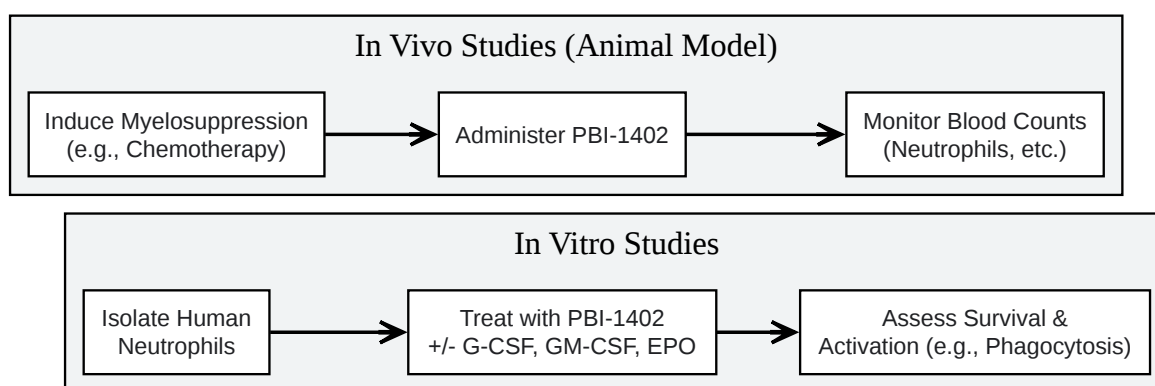 In Vivo Studies (Animal Model)
Induce Myelosuppression
(e.g., Chemotherapy)
Administer PBI-1402
Monitor Blood Counts
(Neutrophils, etc.)
In Vitro Studies
Isolate Human
Neutrophils
Treat with PBI-1402
+/- G-CSF, GM-CSF, EPO
Assess Survival &
Activation (e.g., Phagocytosis)